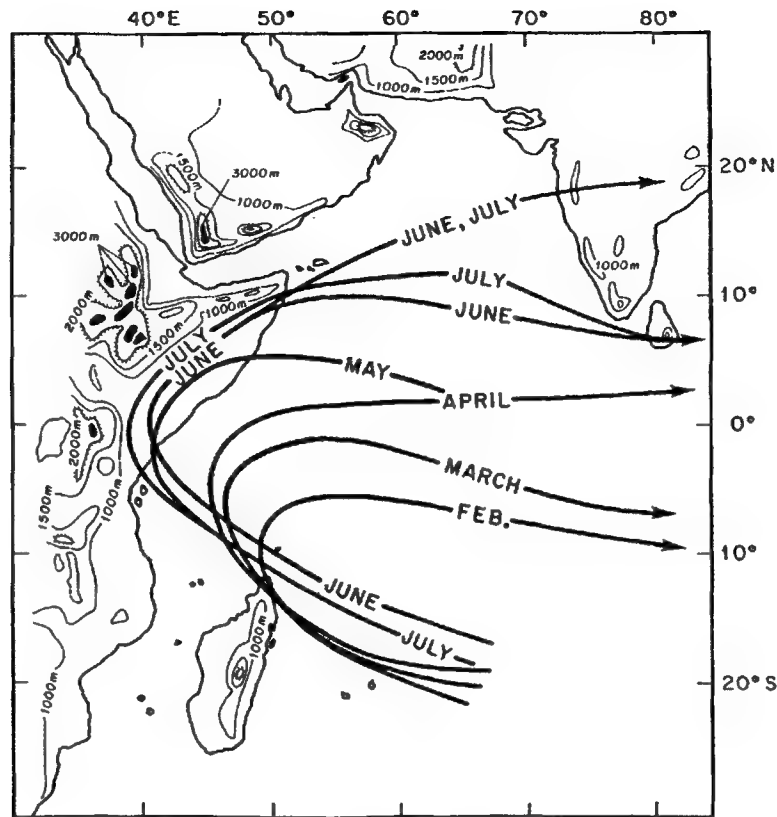 40°E 50° 60° 70° 80°
2000m
1500m
1000m
1500m
3000m
1000m
20°N
JUNE, JULY
3000m
2000m
1000m
1500m
JULY
JUNE
1000m
10°
JULY
JUNE
MAY
APRIL
0°
2000m
1000m
1500m
MARCH
FEB.
10°
JUNE
JULY
1000m
1000m
20°S